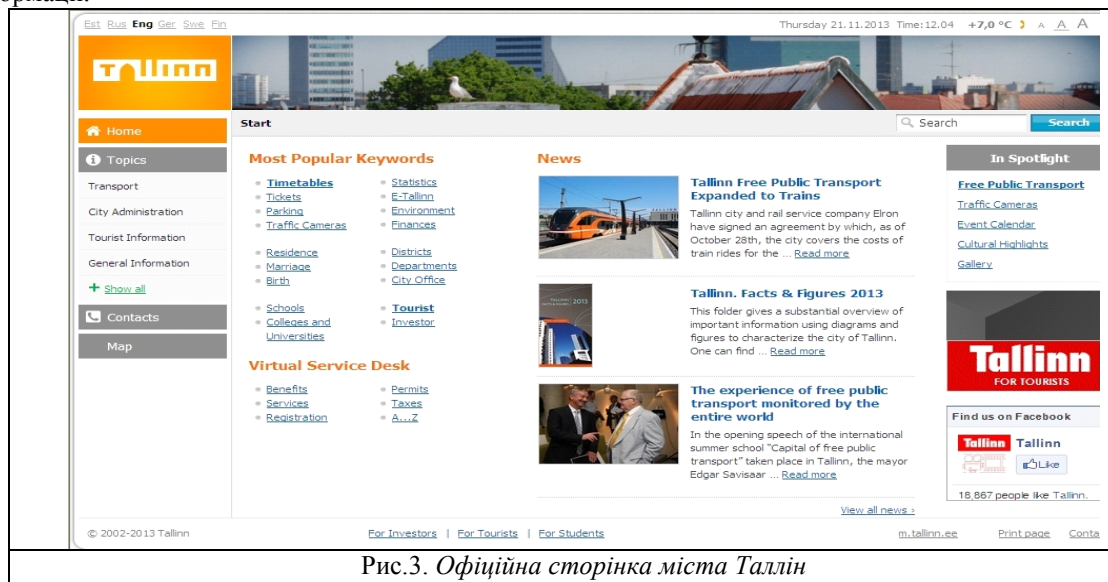 ормації.
Est Rus Eng Ger Swe Fin
Thursday 21.11.2013 Time:12.04 +7,0 °C A A A
Tallinn
Home
Topics
Transport
City Administration
Tourist Information
General Information
Show all
Contacts
Map
Start
Search
Search
Most Popular Keywords
Timetables
Tickets
Parking
Traffic Cameras
Residence
Marriage
Birth
Schools
Colleges and
Universities
Statistics
E-Tallinn
Environment
Finances
Districts
Departments
City Office
Tourist
Investor
Virtual Service Desk
Benefits
Services
Registration
Permits
Taxes
A...Z
News
Tallinn Free Public Transport
Expanded to Trains
Tallinn city and rail service company Elron
have signed an agreement by which, as of
October 28th, the city covers the costs of
train rides for the ... Read more
2013
Tallinn. Facts & Figures 2013
This folder gives a substantial overview of
important information using diagrams and
figures to characterize the city of Tallinn.
One can find ... Read more
The experience of free public
transport monitored by the
entire world
In the opening speech of the international
summer school "Capital of free public
transport" taken place in Tallinn, the mayor
Edgar Savisaar ... Read more
View all news ›
In Spotlight
Free Public Transport
Traffic Cameras
Event Calendar
Cultural Highlights
Gallery
Tallinn
FOR TOURISTS
Find us on Facebook
Tallinn Tallinn
Like
18,867 people like Tallinn.
© 2002-2013 Tallinn
For Investors | For Tourists | For Students
m.tallinn.ee Print page Conta
Рис.3. Офіційна сторінка міста Таллін